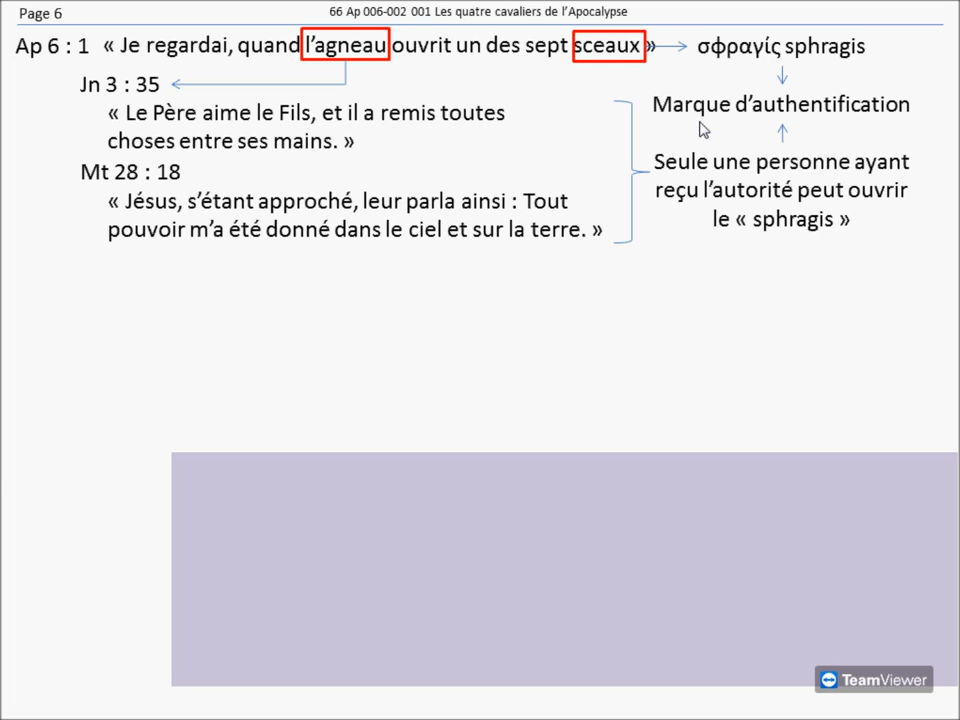 Page 6
66 Ap 006-002 001 Les quatre cavaliers de l’Apocalypse
Ap 6 : 1 « Je regardai, quand l’agneau ouvrit un des sept sceaux »
σφραγίς sphragis
Jn 3 : 35
« Le Père aime le Fils, et il a remis toutes
choses entre ses mains. »
Mt 28 : 18
« Jésus, s’étant approché, leur parla ainsi : Tout
pouvoir m’a été donné dans le ciel et sur la terre. »
Marque d’authentification
Seule une personne ayant
reçu l’autorité peut ouvrir
le « sphragis »
TeamViewer